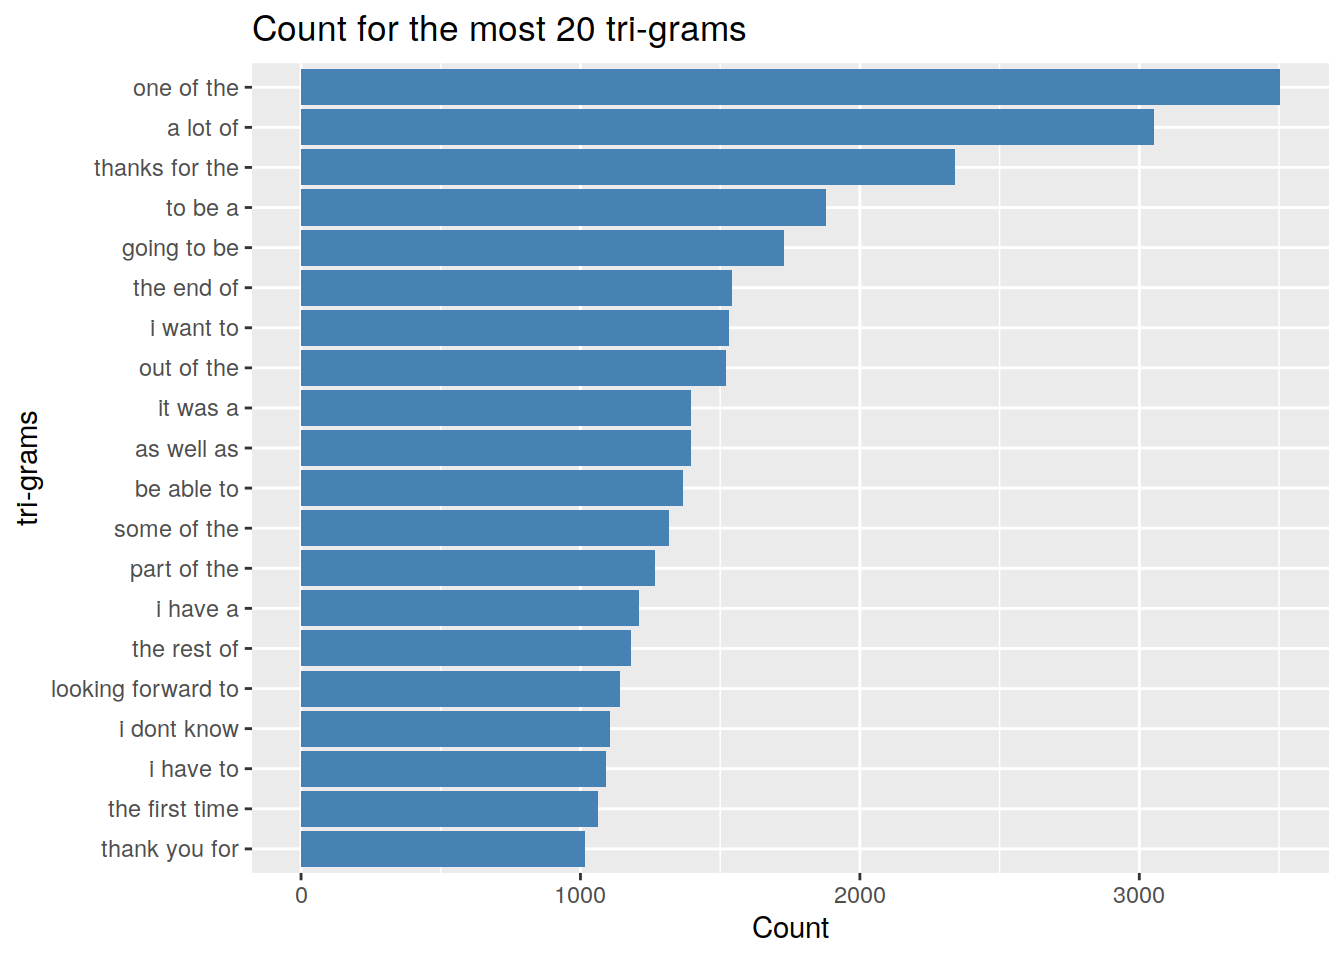 Count for the most 20 tri-grams
one of the
a lot of
thanks for the
to be a
going to be
the end of
i want to
out of the
it was a
as well as
be able to
some of the
part of the
i have a
the rest of
looking forward to
i dont know
i have to
the first time
thank you for
tri-grams
0 1000 2000 3000
Count